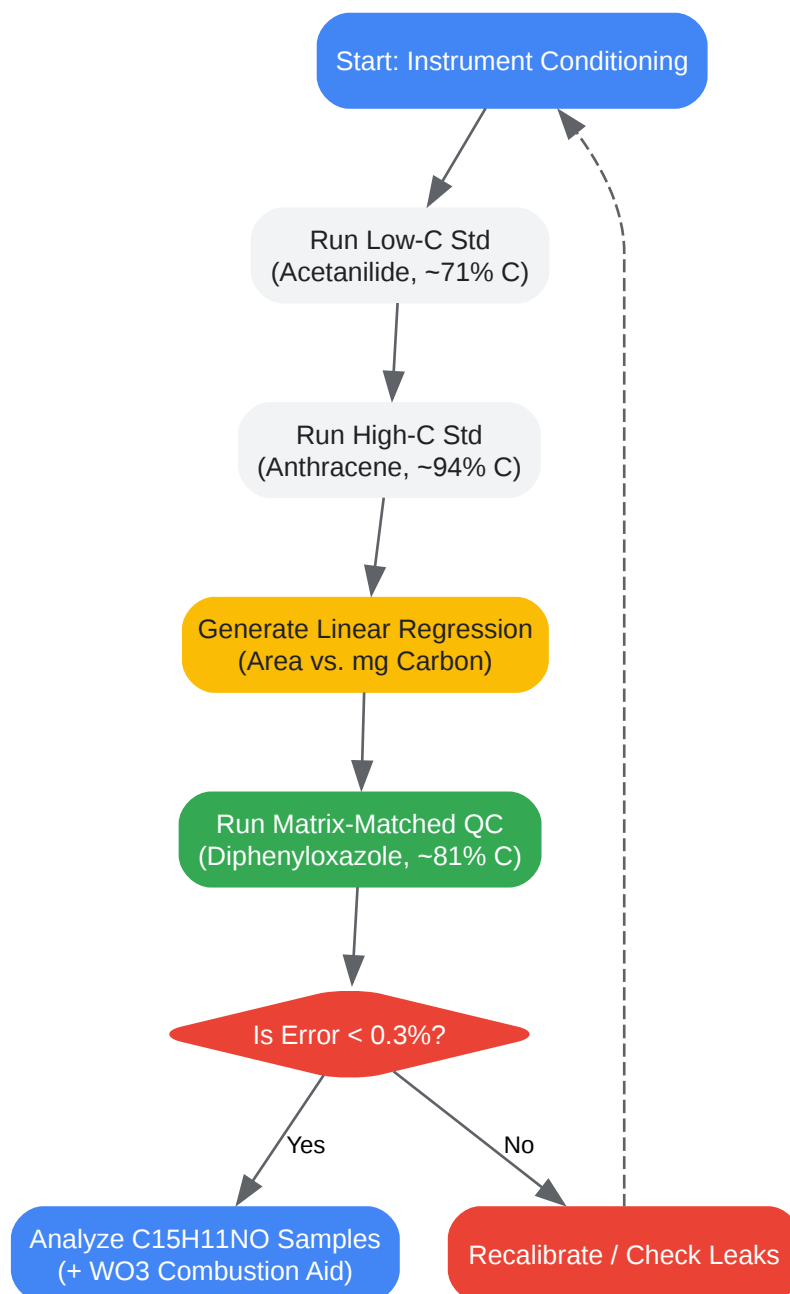 Start: Instrument Conditioning
Run Low-C Std
(Acetanilide, ~71% C)
Run High-C Std
(Anthracene, ~94% C)
Generate Linear Regression
(Area vs. mg Carbon)
Run Matrix-Matched QC
(Diphenyloxazole, ~81% C)
Is Error < 0.3%?
Yes
No
Analyze C15H11NO Samples
(+ WO3 Combustion Aid)
Recalibrate / Check Leaks